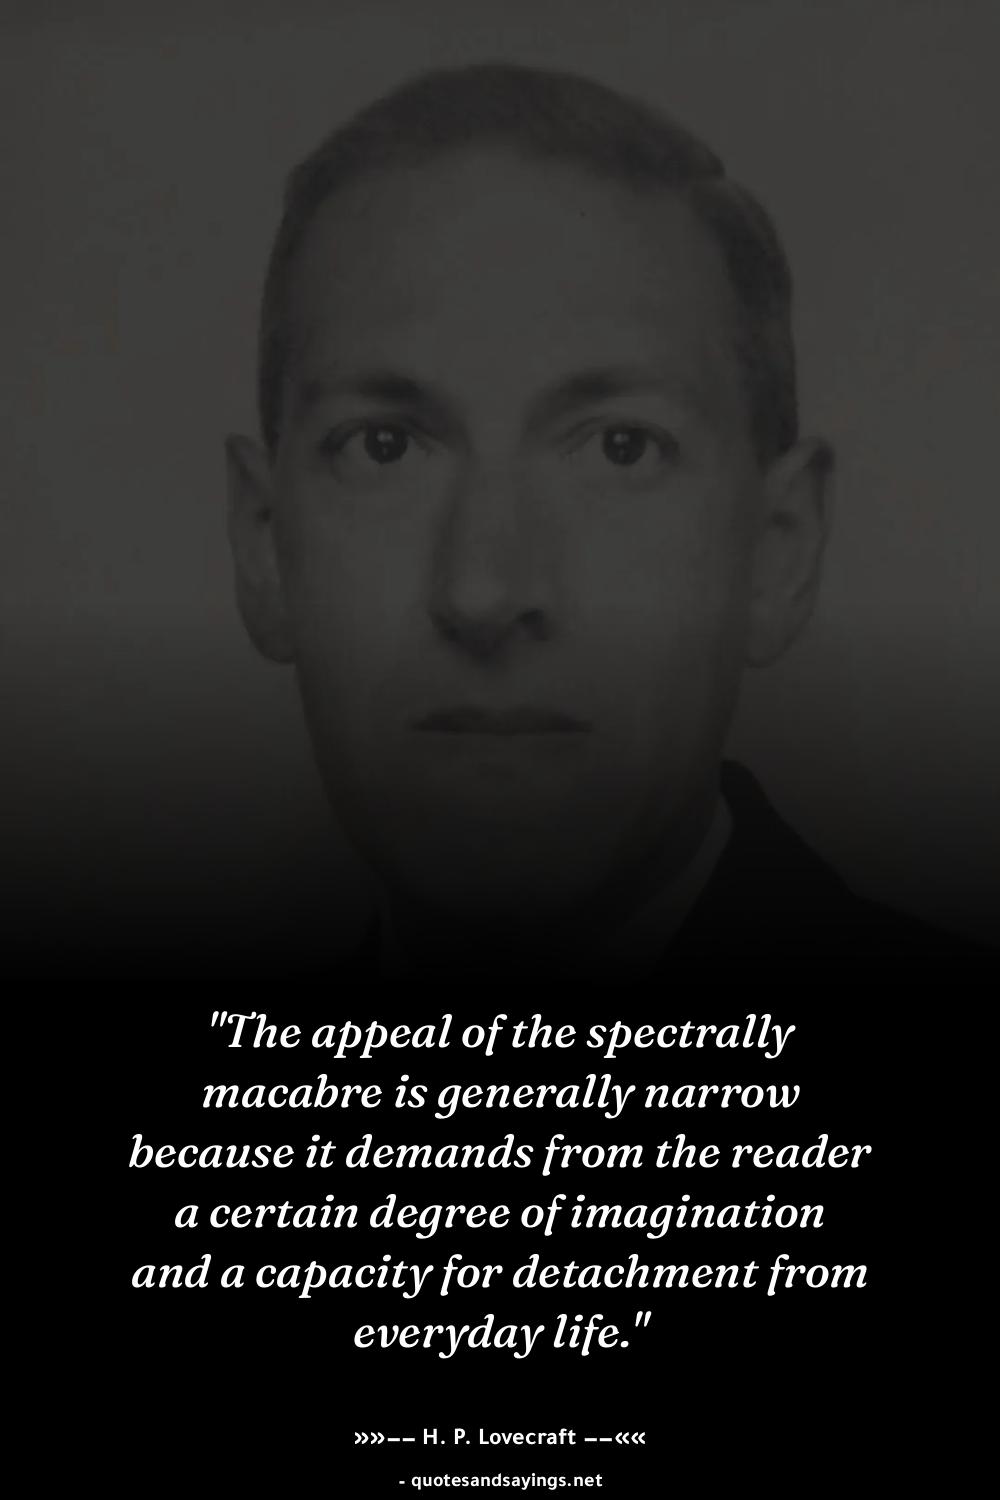 "The appeal of the spectrally
macabre is generally narrow
because it demands from the reader
a certain degree of imagination
and a capacity for detachment from
everyday life."
»»−− H. P. Lovecraft −−««
- quotesandsayings.net